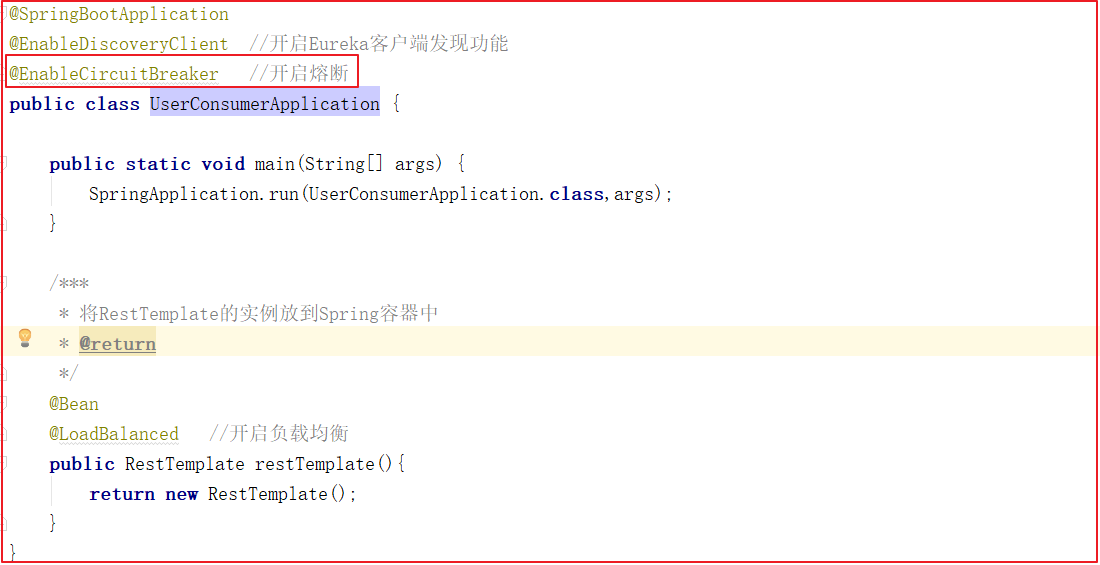 @SpringBootApplication
@EnableDiscoveryClient  //开启Eureka客户端发现功能
@EnableCircuitBreaker   //开启熔断
public class UserConsumerApplication {
    public static void main(String[] args) {
        SpringApplication.run(UserConsumerApplication.class,args);
    }
    /***
     * 将RestTemplate的实例放到Spring容器中
     * @return
     */
    @Bean
    @LoadBalanced   //开启负载均衡
    public RestTemplate restTemplate(){
        return new RestTemplate();
    }
}